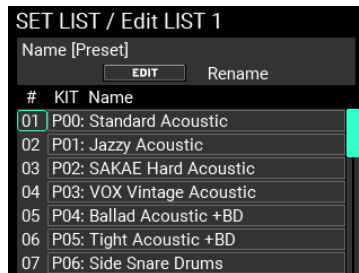 SET LIST / Edit LIST 1
Name [Preset]
EDIT Rename
# KIT Name
01 P00: Standard Acoustic
02 P01: Jazzy Acoustic
03 P02: SAKAE Hard Acoustic
04 P03: VOX Vintage Acoustic
05 P04: Ballad Acoustic +BD
06 P05: Tight Acoustic +BD
07 P06: Side Snare Drums